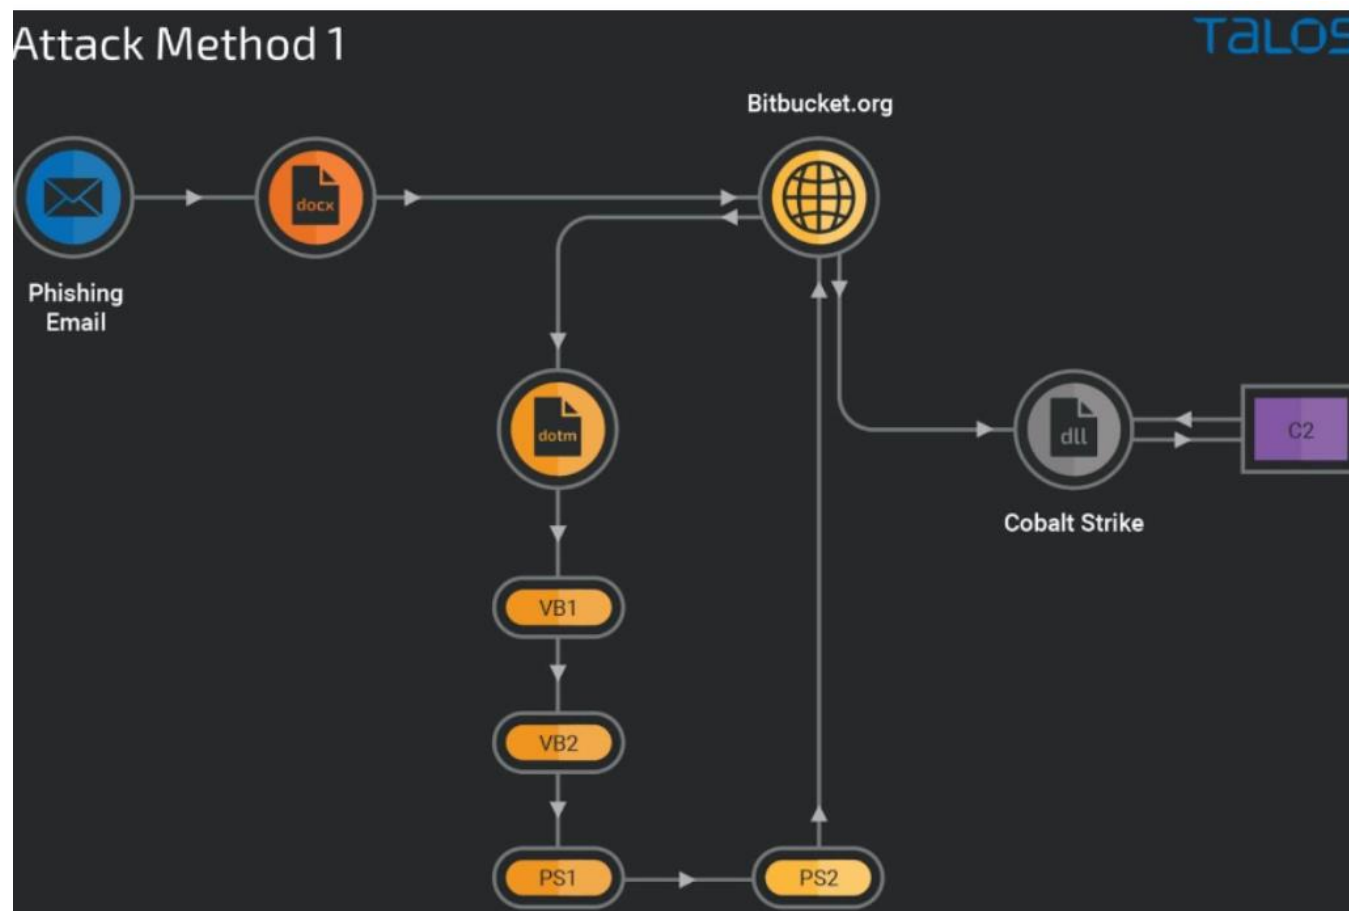 Attack Method 1
TALOS
Bitbucket.org
docx
Phishing
Email
dotm
dll
C2
Cobalt Strike
VB1
VB2
PS1
PS2